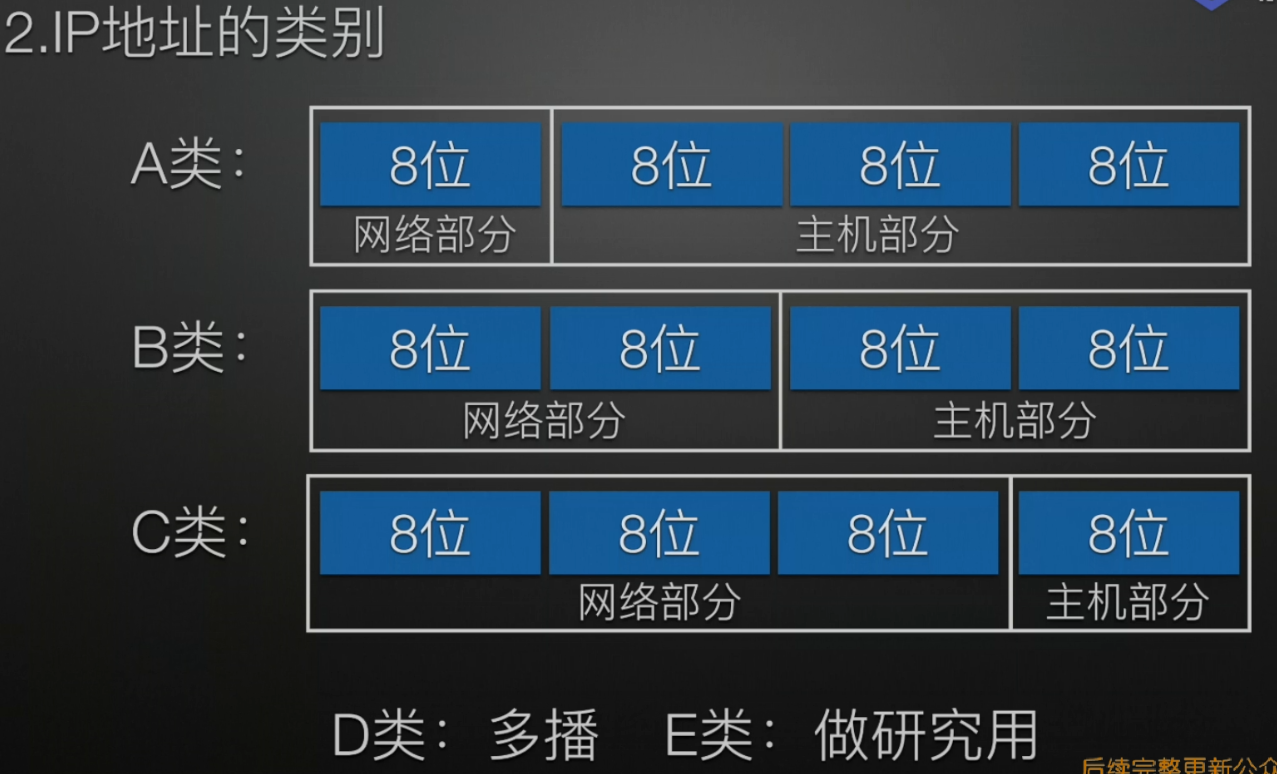 2.IP地址的类别
A类： 8位 8位 8位 8位
网络部分 主机部分
B类： 8位 8位 8位 8位
网络部分 主机部分
C类： 8位 8位 8位 8位
网络部分 主机部分
D类： 多播 E类： 做研究用
后续完整更新公众